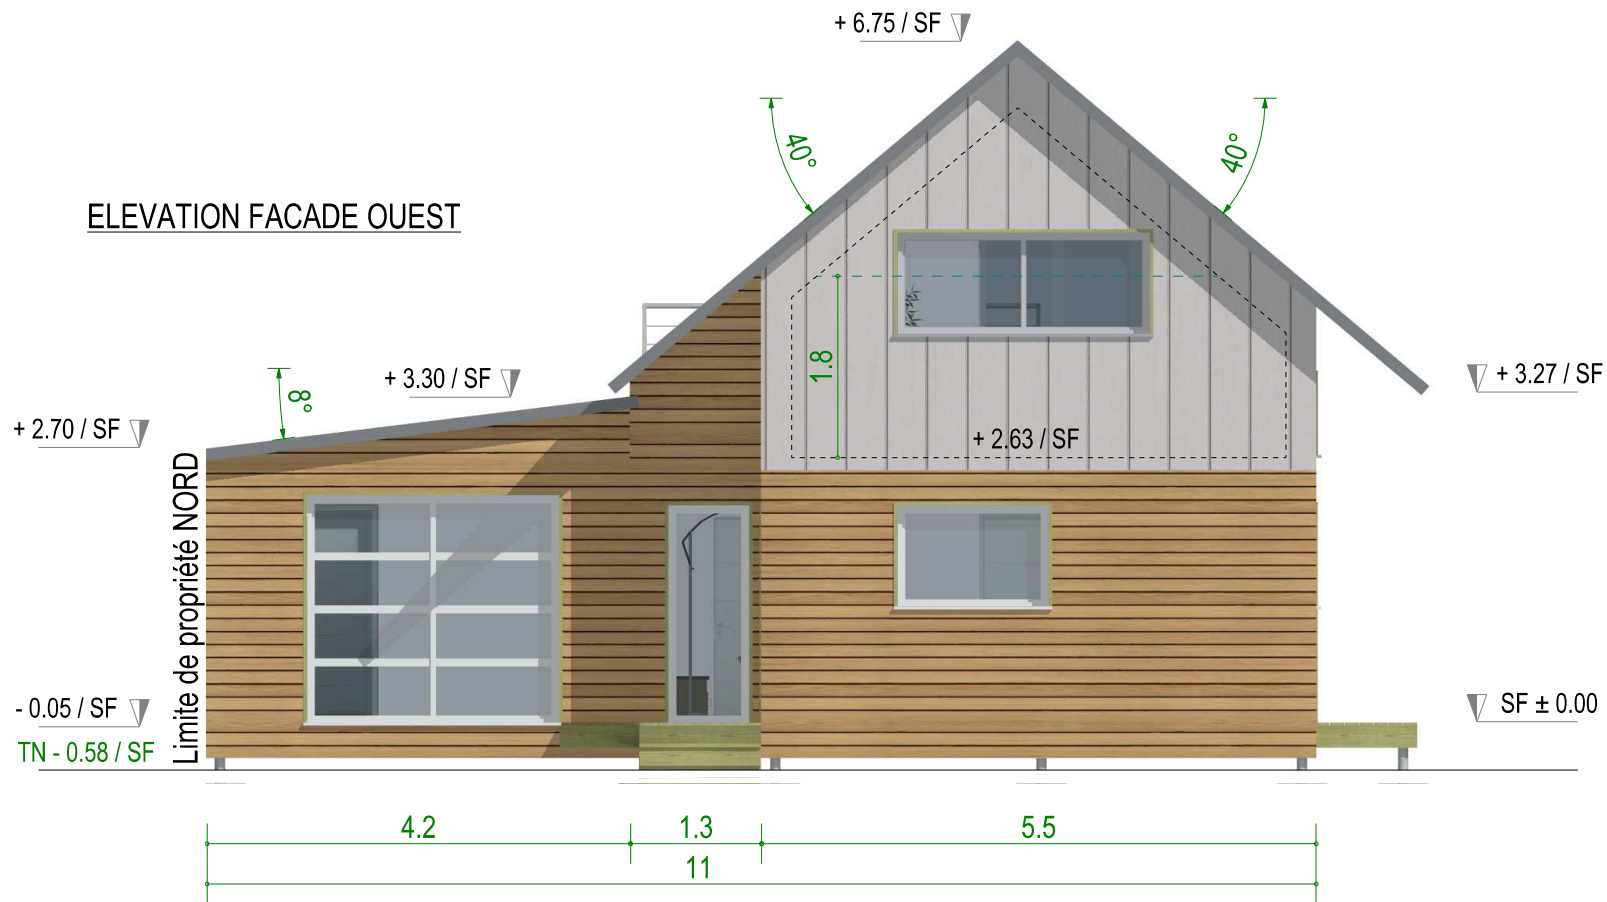 + 6.75 / SF
40°
40°
ELEVATION FACADE OUEST
+ 3.30 / SF
8°
+ 3.27 / SF
+ 2.70 / SF
1.8
+ 2.63 / SF
Limite de propriété NORD
- 0.05 / SF
SF ± 0.00
TN - 0.58 / SF
4.2
1.3
5.5
11